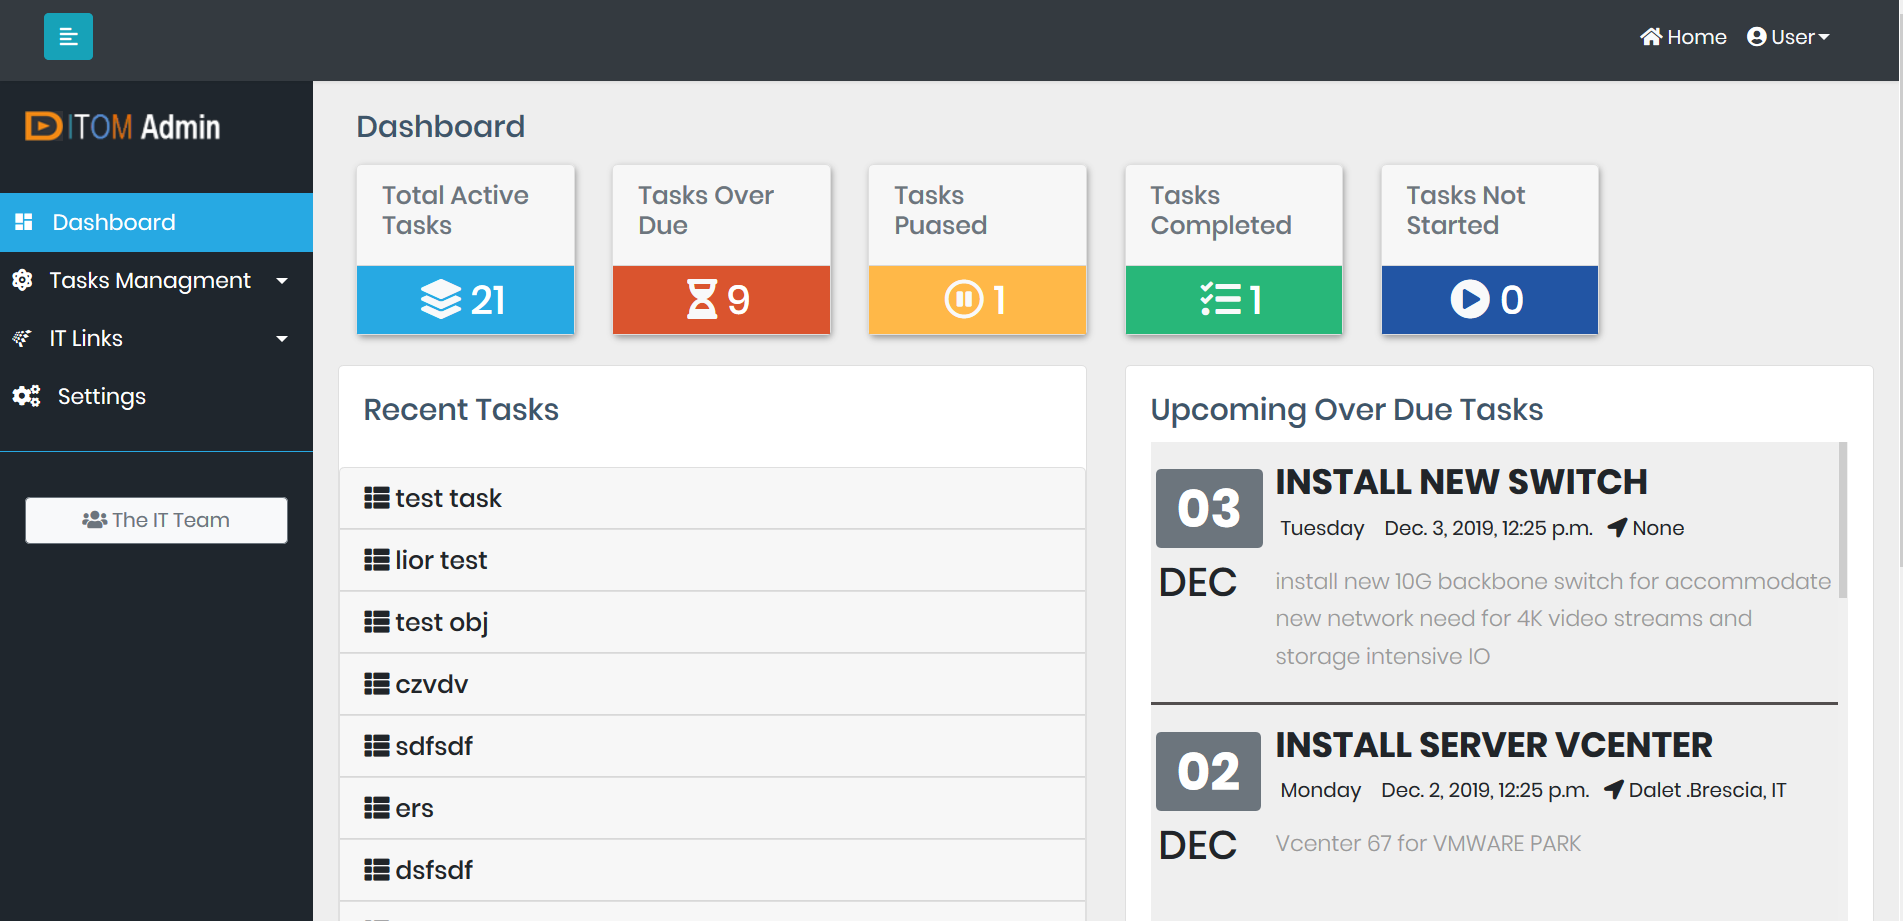 Home User
ITOM Admin
Dashboard
Tasks Managment
IT Links
Settings
The IT Team
Dashboard
Total Active
Tasks
21
Tasks Over
Due
9
Tasks
Puased
1
Tasks
Completed
1
Tasks Not
Started
0
Recent Tasks
test task
lior test
test obj
czvdv
sdfsdf
ers
dsfsdf
Upcoming Over Due Tasks
03
DEC
INSTALL NEW SWITCH
Tuesday Dec. 3, 2019, 12:25 p.m. None
install new 10G backbone switch for accommodate
new network need for 4K video streams and
storage intensive IO
02
DEC
INSTALL SERVER VCENTER
Monday Dec. 2, 2019, 12:25 p.m. Dalet .Brescia, IT
Vcenter 67 for VMWARE PARK